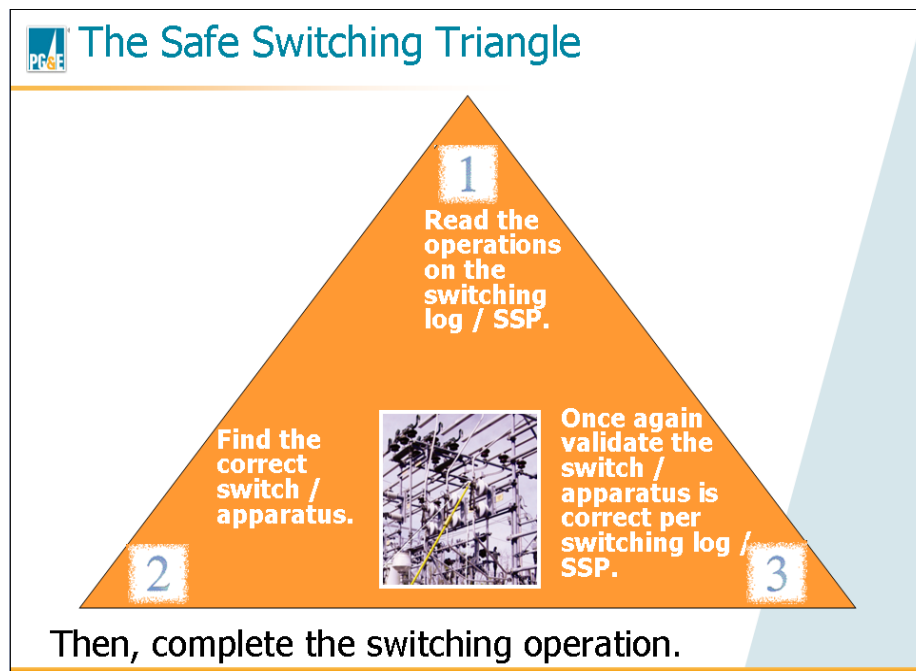 PG&E
The Safe Switching Triangle
1
Read the
operations
on the
switching
log / SSP.
Find the
correct
switch /
apparatus.
2
Once again
validate the
switch /
apparatus is
correct per
switching log /
SSP.
3
Then, complete the switching operation.